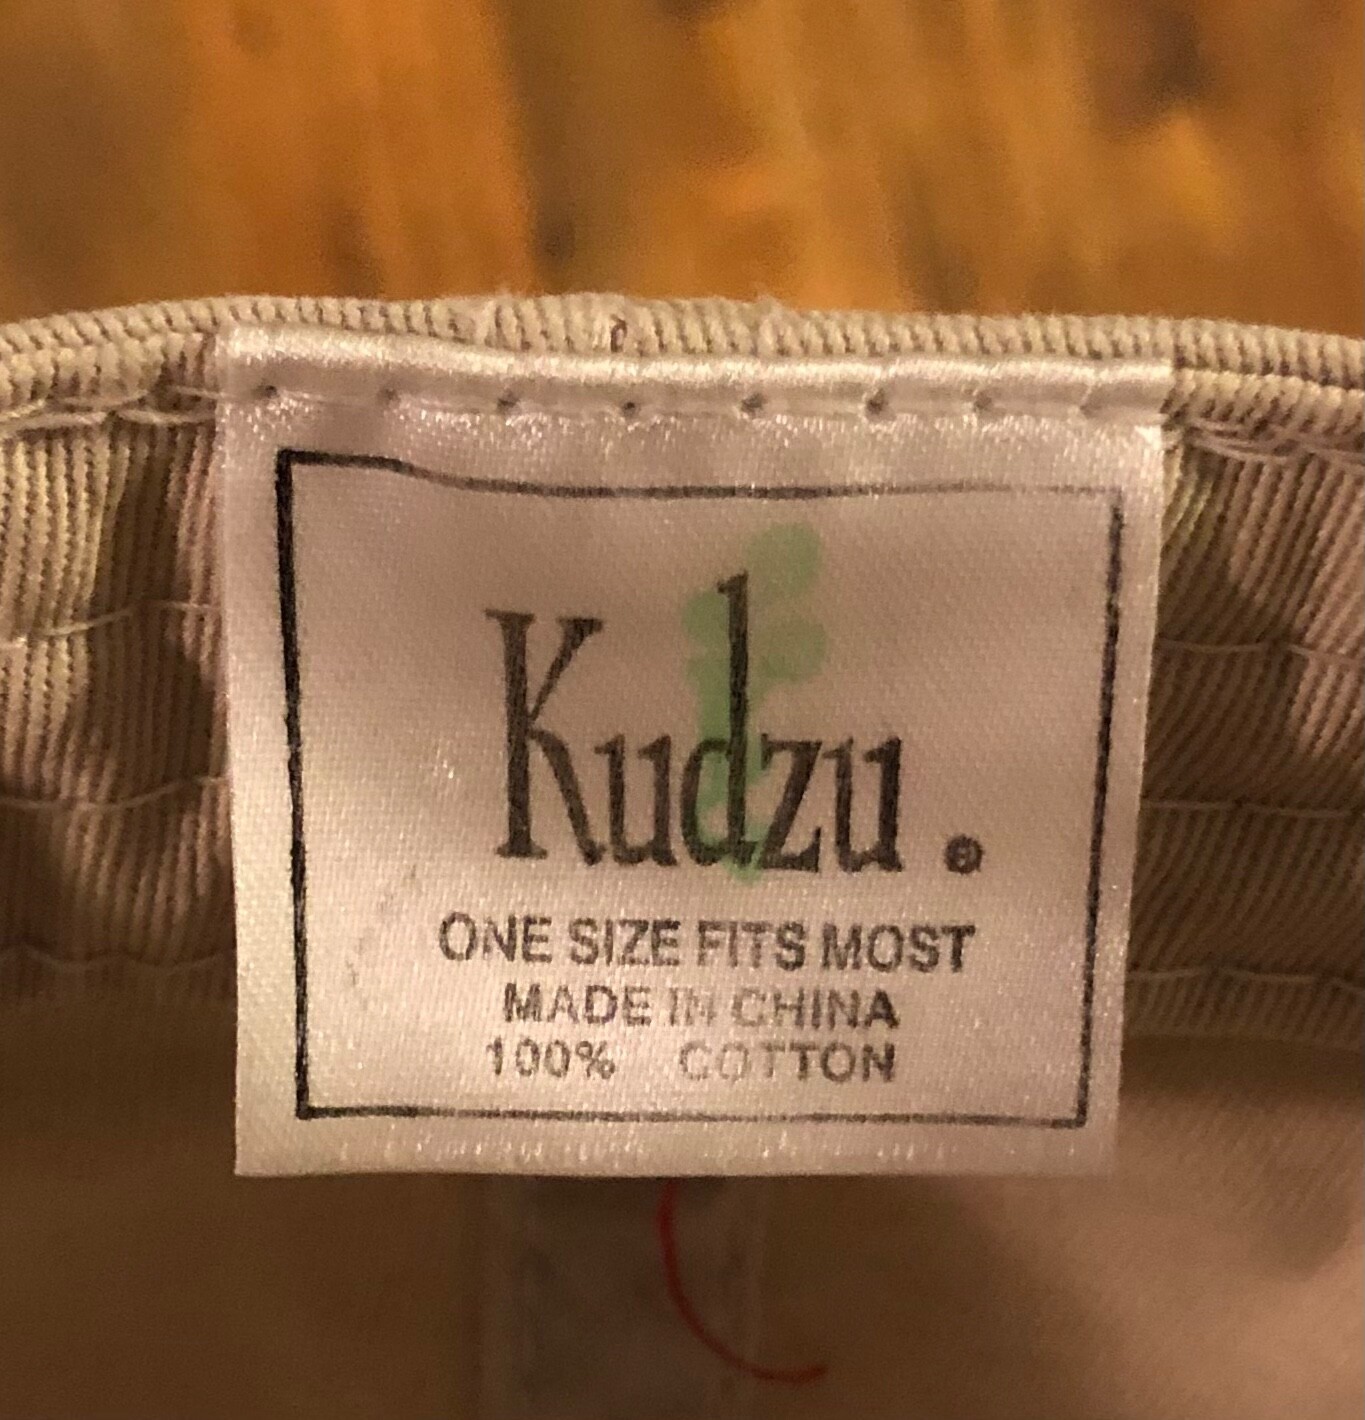 Kudzu.®
ONE SIZE FITS MOST
MADE IN CHINA
100% COTTON